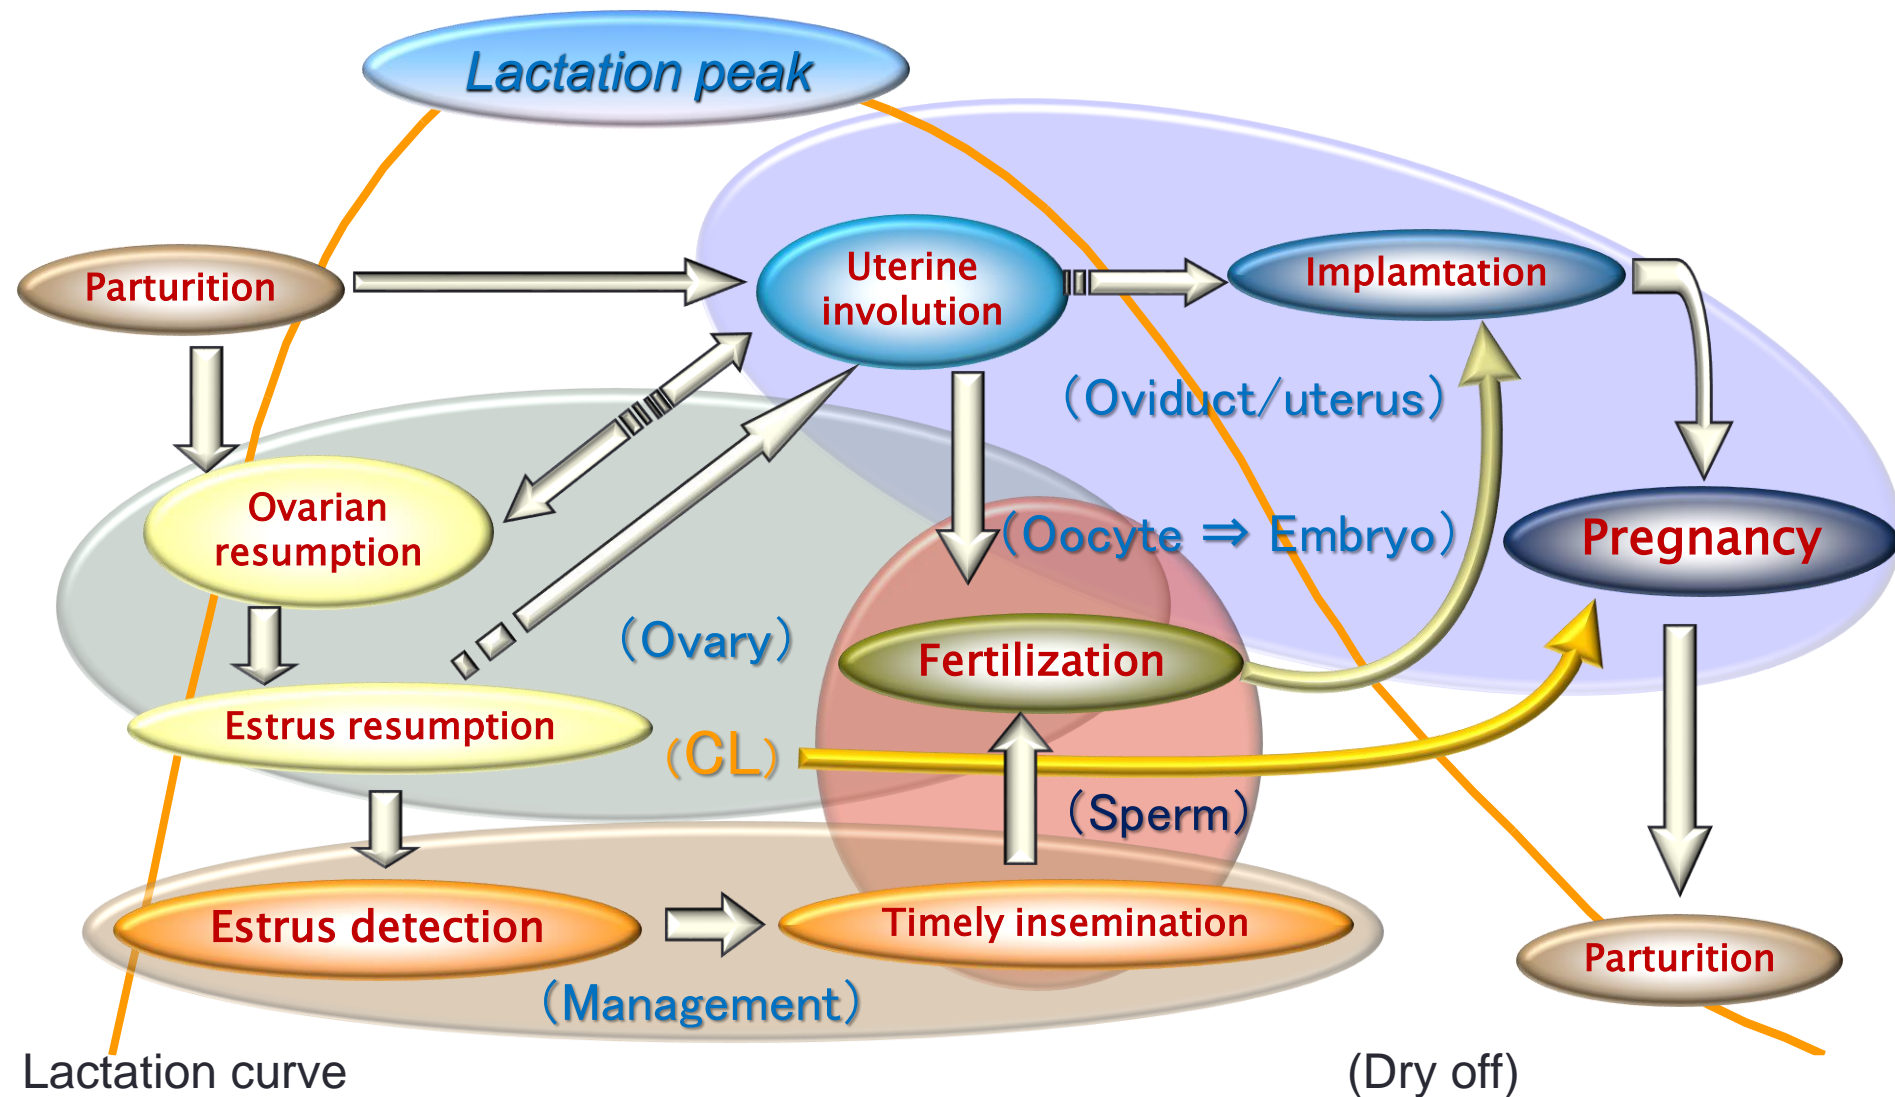 Lactation peak
Parturition
Uterine
involution
Implamtation
（Oviduct/uterus）
Ovarian
resumption
（Oocyte ⇒ Embryo）
Pregnancy
（Ovary）
Fertilization
Estrus resumption
（CL）
（Sperm）
Estrus detection
Timely insemination
Parturition
（Management）
Lactation curve
(Dry off)